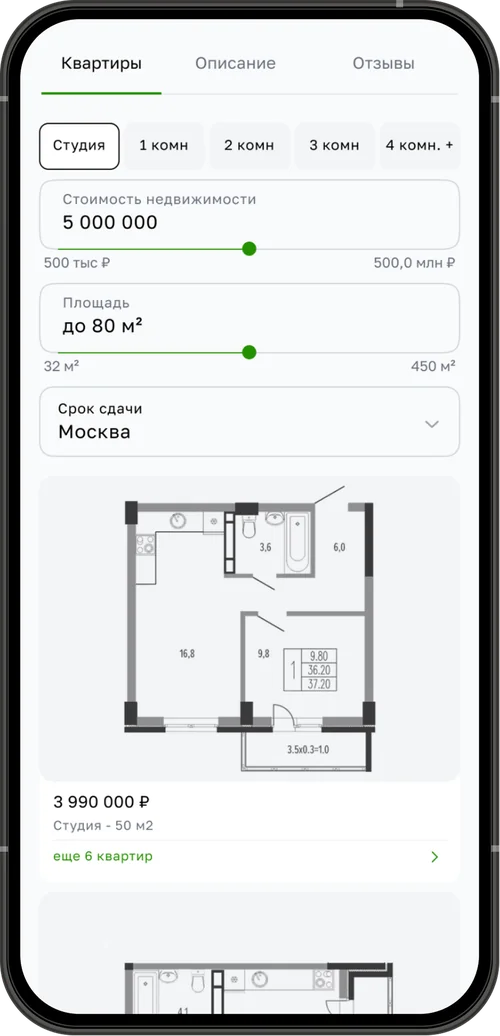 Квартиры Описание Отзывы
Студия 1 комн 2 комн 3 комн 4 комн. +
Стоимость недвижимости
5 000 000
500 тыс ₽ 500,0 млн ₽
Площадь
до 80 м²
32 м² 450 м²
Срок сдачи
Москва
3,6 6,0
16,8 9,8 1 9.80
36.20
37.20
3.5х0.3=1.0
3 990 000 ₽
Студия - 50 м2
еще 6 квартир
4,1